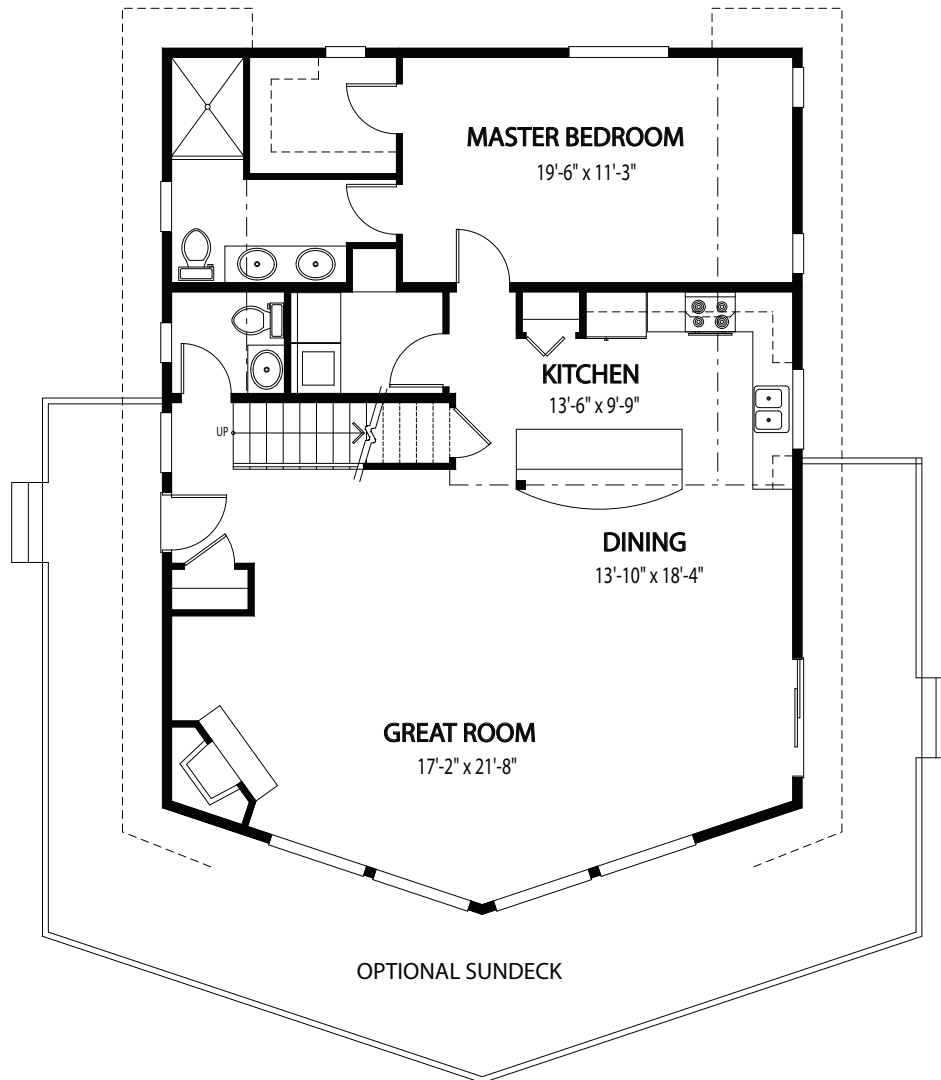 MASTER BEDROOM
19'-6" x 11'-3"
KITCHEN
13'-6" x 9'-9"
UP
DINING
13'-10" x 18'-4"
GREAT ROOM
17'-2" x 21'-8"
OPTIONAL SUNDECK